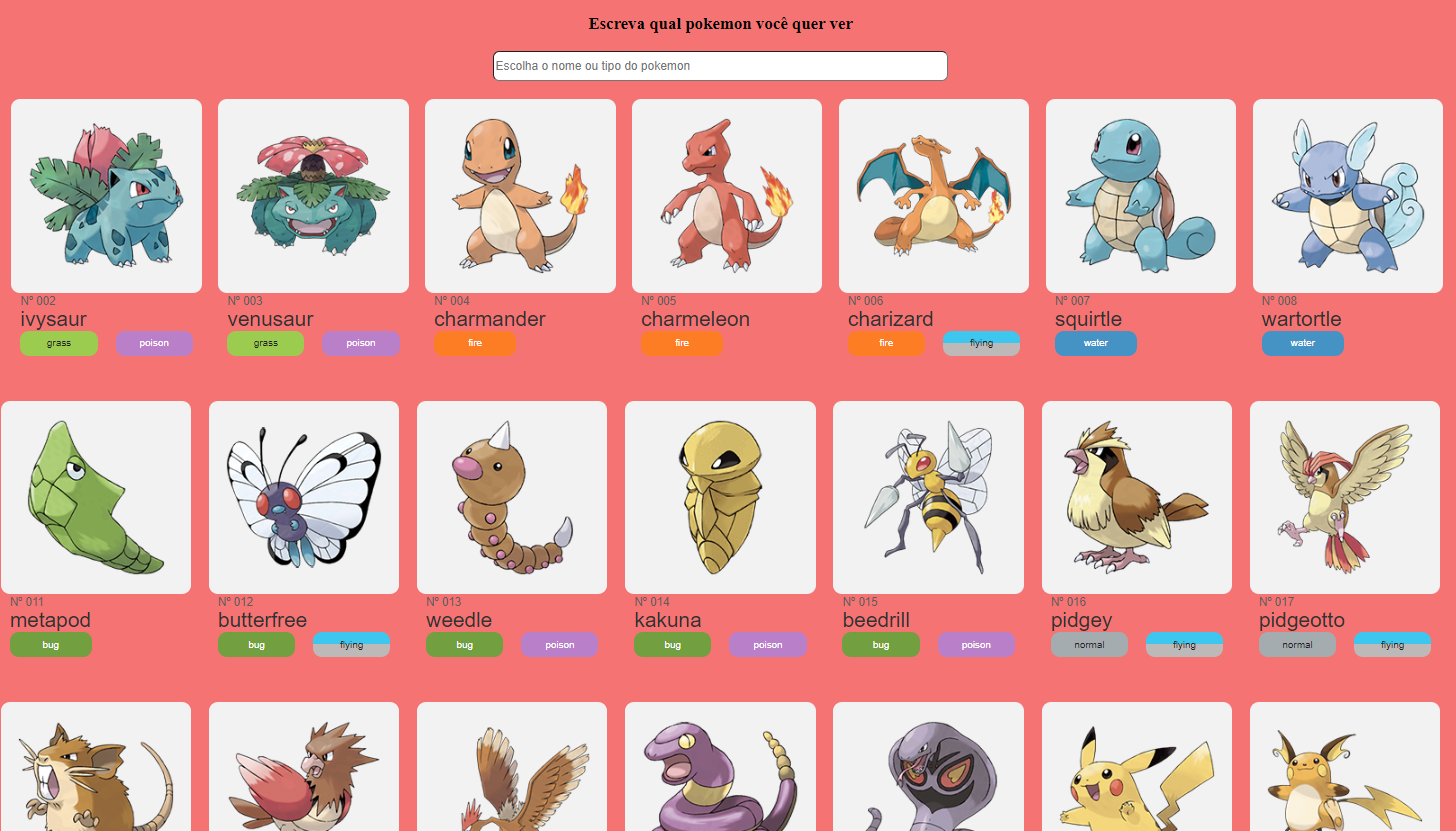 Escreva qual pokemon você quer ver
Escolha o nome ou tipo do pokemon
Nº 002 Nº 003 Nº 004 Nº 005 Nº 006 Nº 007 Nº 008
ivysaur venusaur charmander charmeleon charizard squirtle wartortle
grass poison grass poison fire fire fire flying water water
Nº 011 Nº 012 Nº 013 Nº 014 Nº 015 Nº 016 Nº 017
metapod butterfree weedle kakuna beedrill pidgey pidgeotto
bug bug flying bug poison bug poison bug poison normal flying normal flying